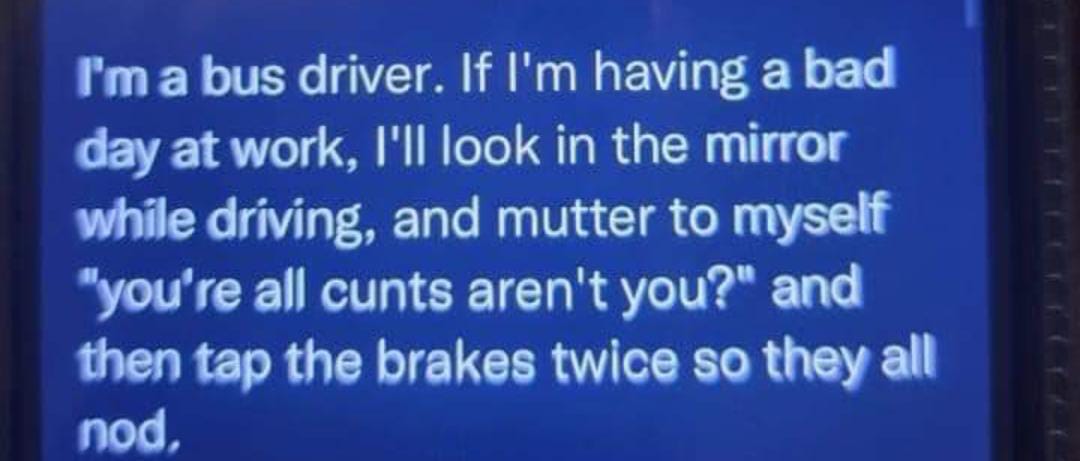 I'm a bus driver. If I'm having a bad
day at work, I'll look in the mirror
while driving, and mutter to myself
"you're all cunts aren't you?" and
then tap the brakes twice so they all
nod.